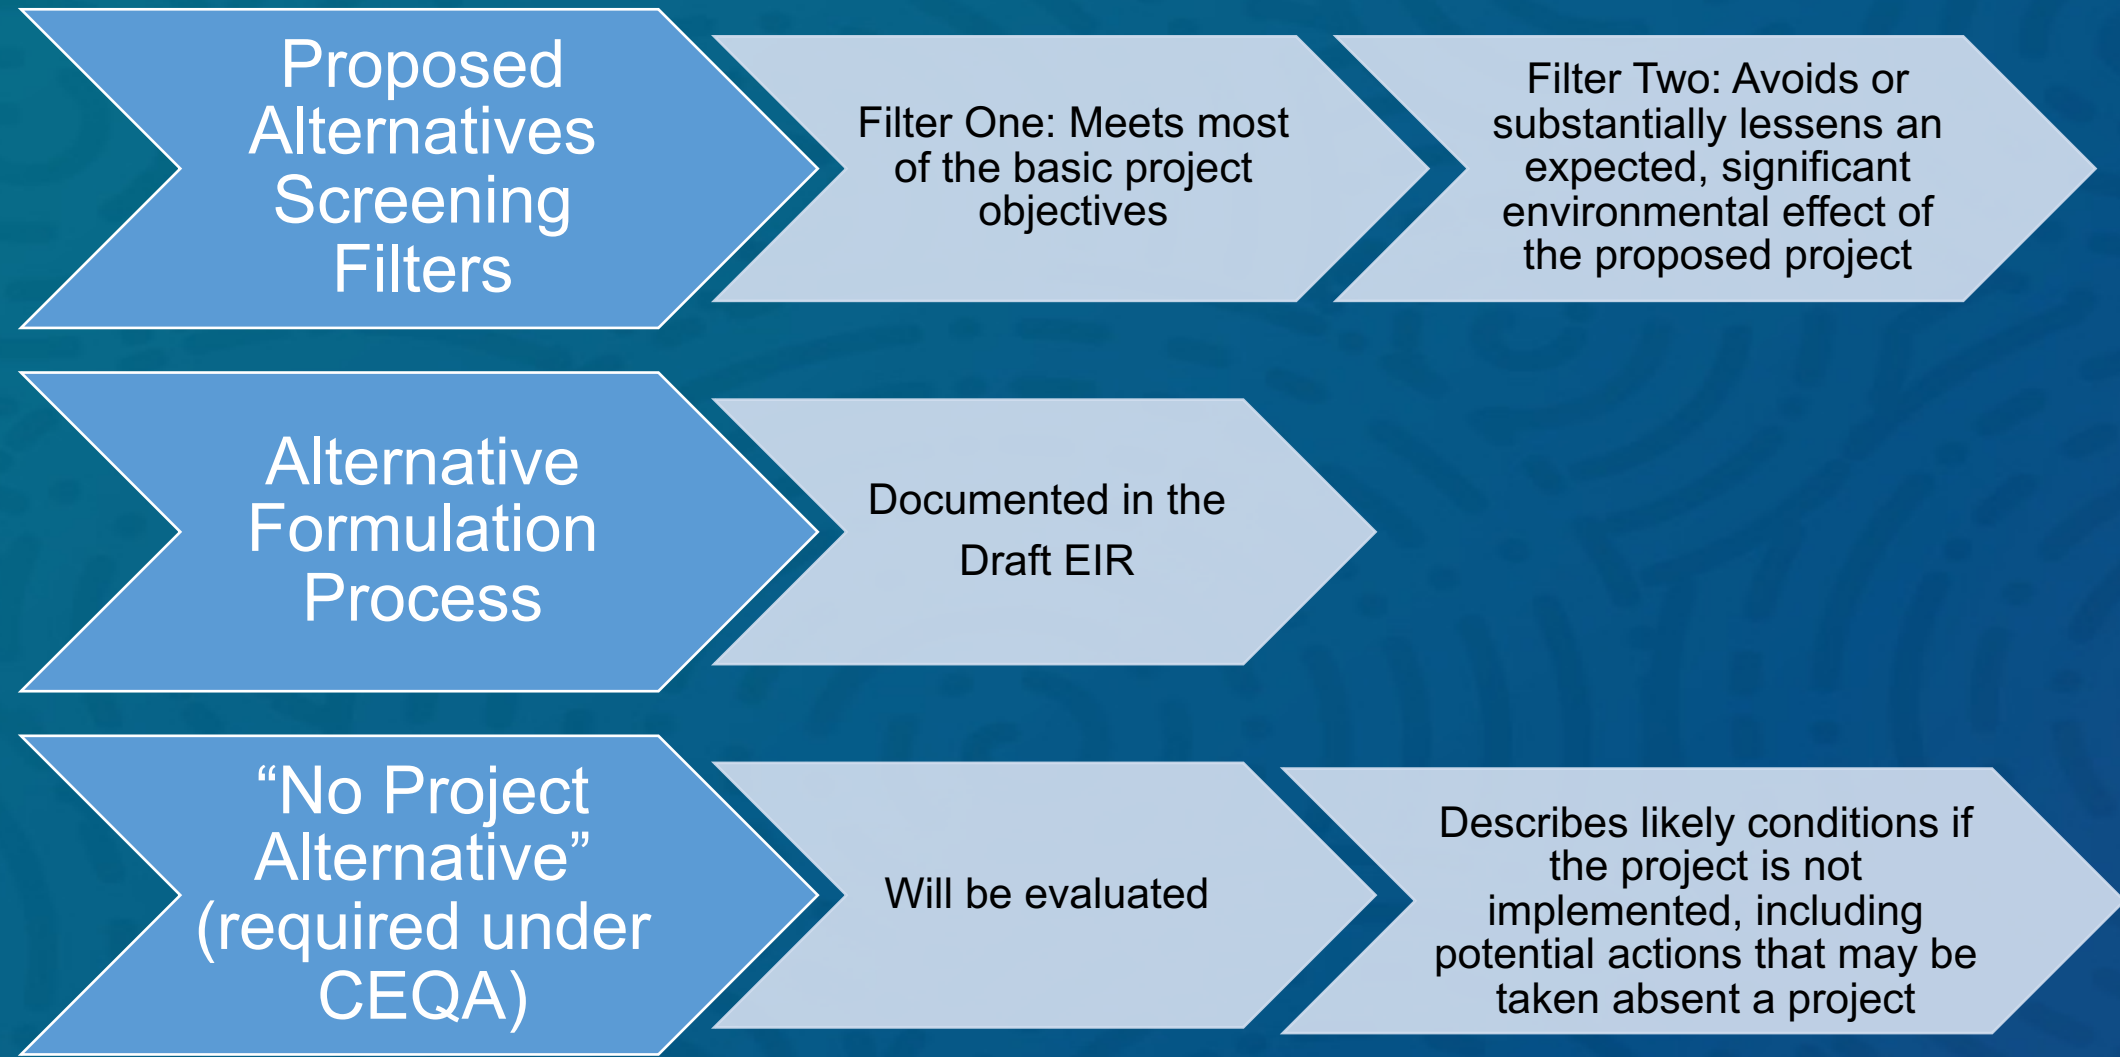 Proposed
Alternatives
Screening
Filters
Filter One: Meets most
of the basic project
objectives
Filter Two: Avoids or
substantially lessens an
expected, significant
environmental effect of
the proposed project
Alternative
Formulation
Process
Documented in the
Draft EIR
“No Project
Alternative”
(required under
CEQA)
Will be evaluated
Describes likely conditions if
the project is not
implemented, including
potential actions that may be
taken absent a project